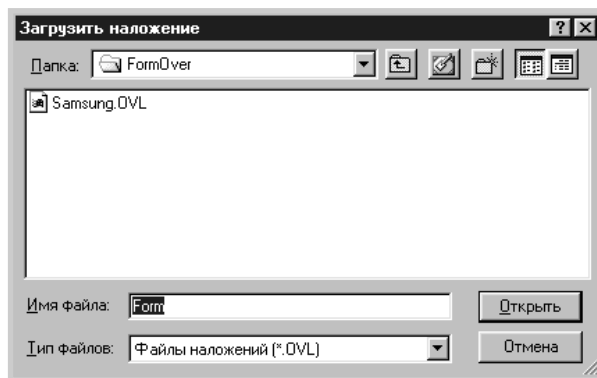 Загрузить наложение
Папка: FormOver
Samsung.OVL
Имя файла: Form Открыть
Тип файлов: Файлы наложений (*.OVL) Отмена